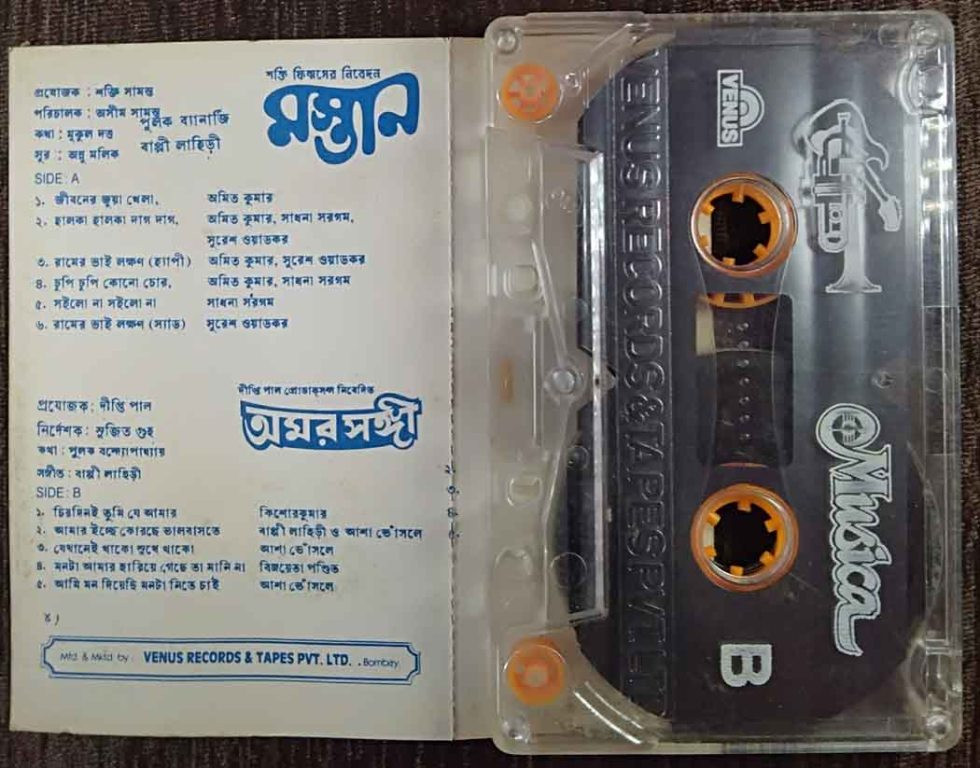 শক্তি ফিল্মসের নিবেদন
মস্তান
প্রযোজক : শক্তি সামন্ত
পরিচালক : অসীম সামন্ত
পুলক ব্যানার্জি
কথা : মুকুল দত্ত
বাপ্পী লাহিড়ী
সুর : অন্নু মলিক
SIDE: A
১. জীবনের জুয়া খেলা, অমিত কুমার
২. হালকা হালকা দাগ দাগ, অমিত কুমার, সাধনা সরগম,
সুরেশ ওয়াডকর
৩. রামের ভাই লক্ষণ (হ্যাপী) অমিত কুমার, সুরেশ ওয়াডকর
৪. চুপি চুপি কোনো চোর, অমিত কুমার, সাধনা সরগম
৫. সইলো না সইলো না সাধনা সরগম
৬. রামের ভাই লক্ষণ (স্যাড) সুরেশ ওয়াডকর
দীপ্তি পাল প্রোডাকসন্স নিবেদিত
অমর সঙ্গী
প্রযোজক: দীপ্তি পাল
নির্দেশক: সুজিত গুহ
কথা : পুলক বন্দ্যোপাধ্যায়
সঙ্গীত : বাপ্পী লাহিড়ী
SIDE: B
১. চিরদিনই তুমি যে আমার কিশোরকুমার
২. আমার ইচ্ছে কোরছে ভালবাসতে বাপ্পী লাহিড়ী ও আশা ভোঁসলে
৩. যেখানেই থাকো সুখে থাকো আশা ভোঁসলে
৪. মনটা আমার হারিয়ে গেছে তা মানি না বিজয়েতা পণ্ডিত
৫. আমি মন দিয়েছি মনটা নিতে চাই আশা ভোঁসলে
Mfd. & Mktd by : VENUS RECORDS & TAPES PVT. LTD. . Bombay.
VENUS
VENUS RECORDS & TAPES PVT. LTD
Musica
B